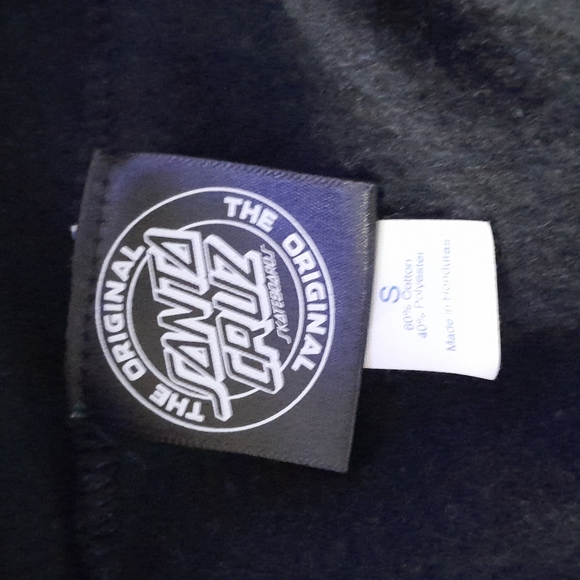 THE ORIGINAL
SANTA
CRUZ
SKATEBOARDS
THE ORIGINAL
S
60% Cotton
40% Polyester
Made in Honduras